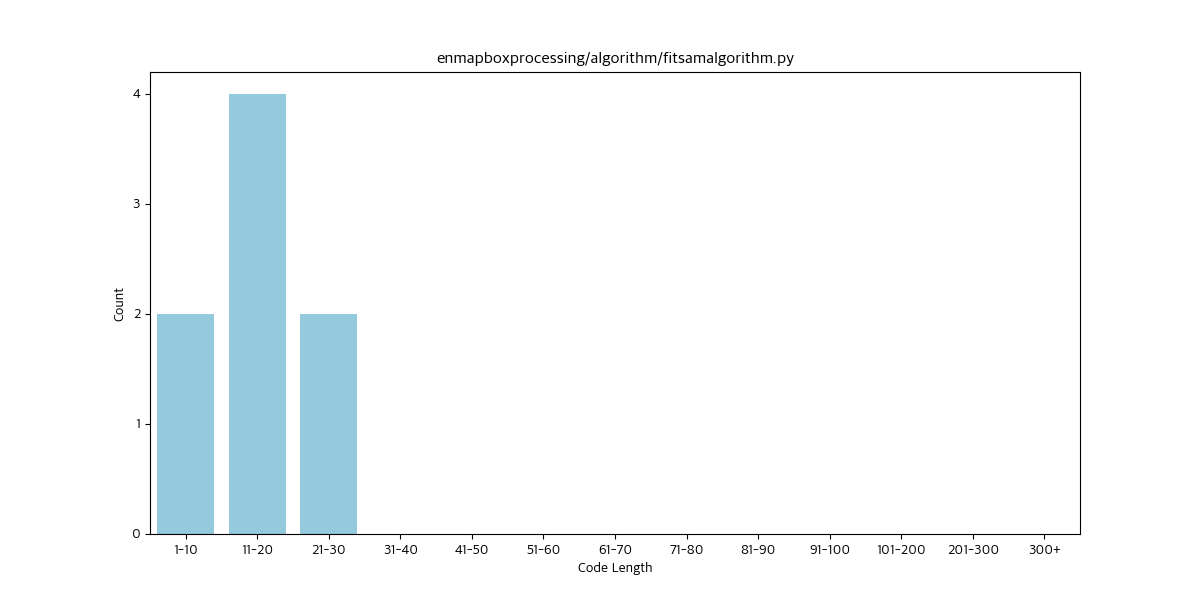 enmapboxprocessing/algorithm/fitsamalgorithm.py
4
3
2
1
0
Count
1-10 11-20 21-30 31-40 41-50 51-60 61-70 71-80 81-90 91-100 101-200 201-300 300+
Code Length